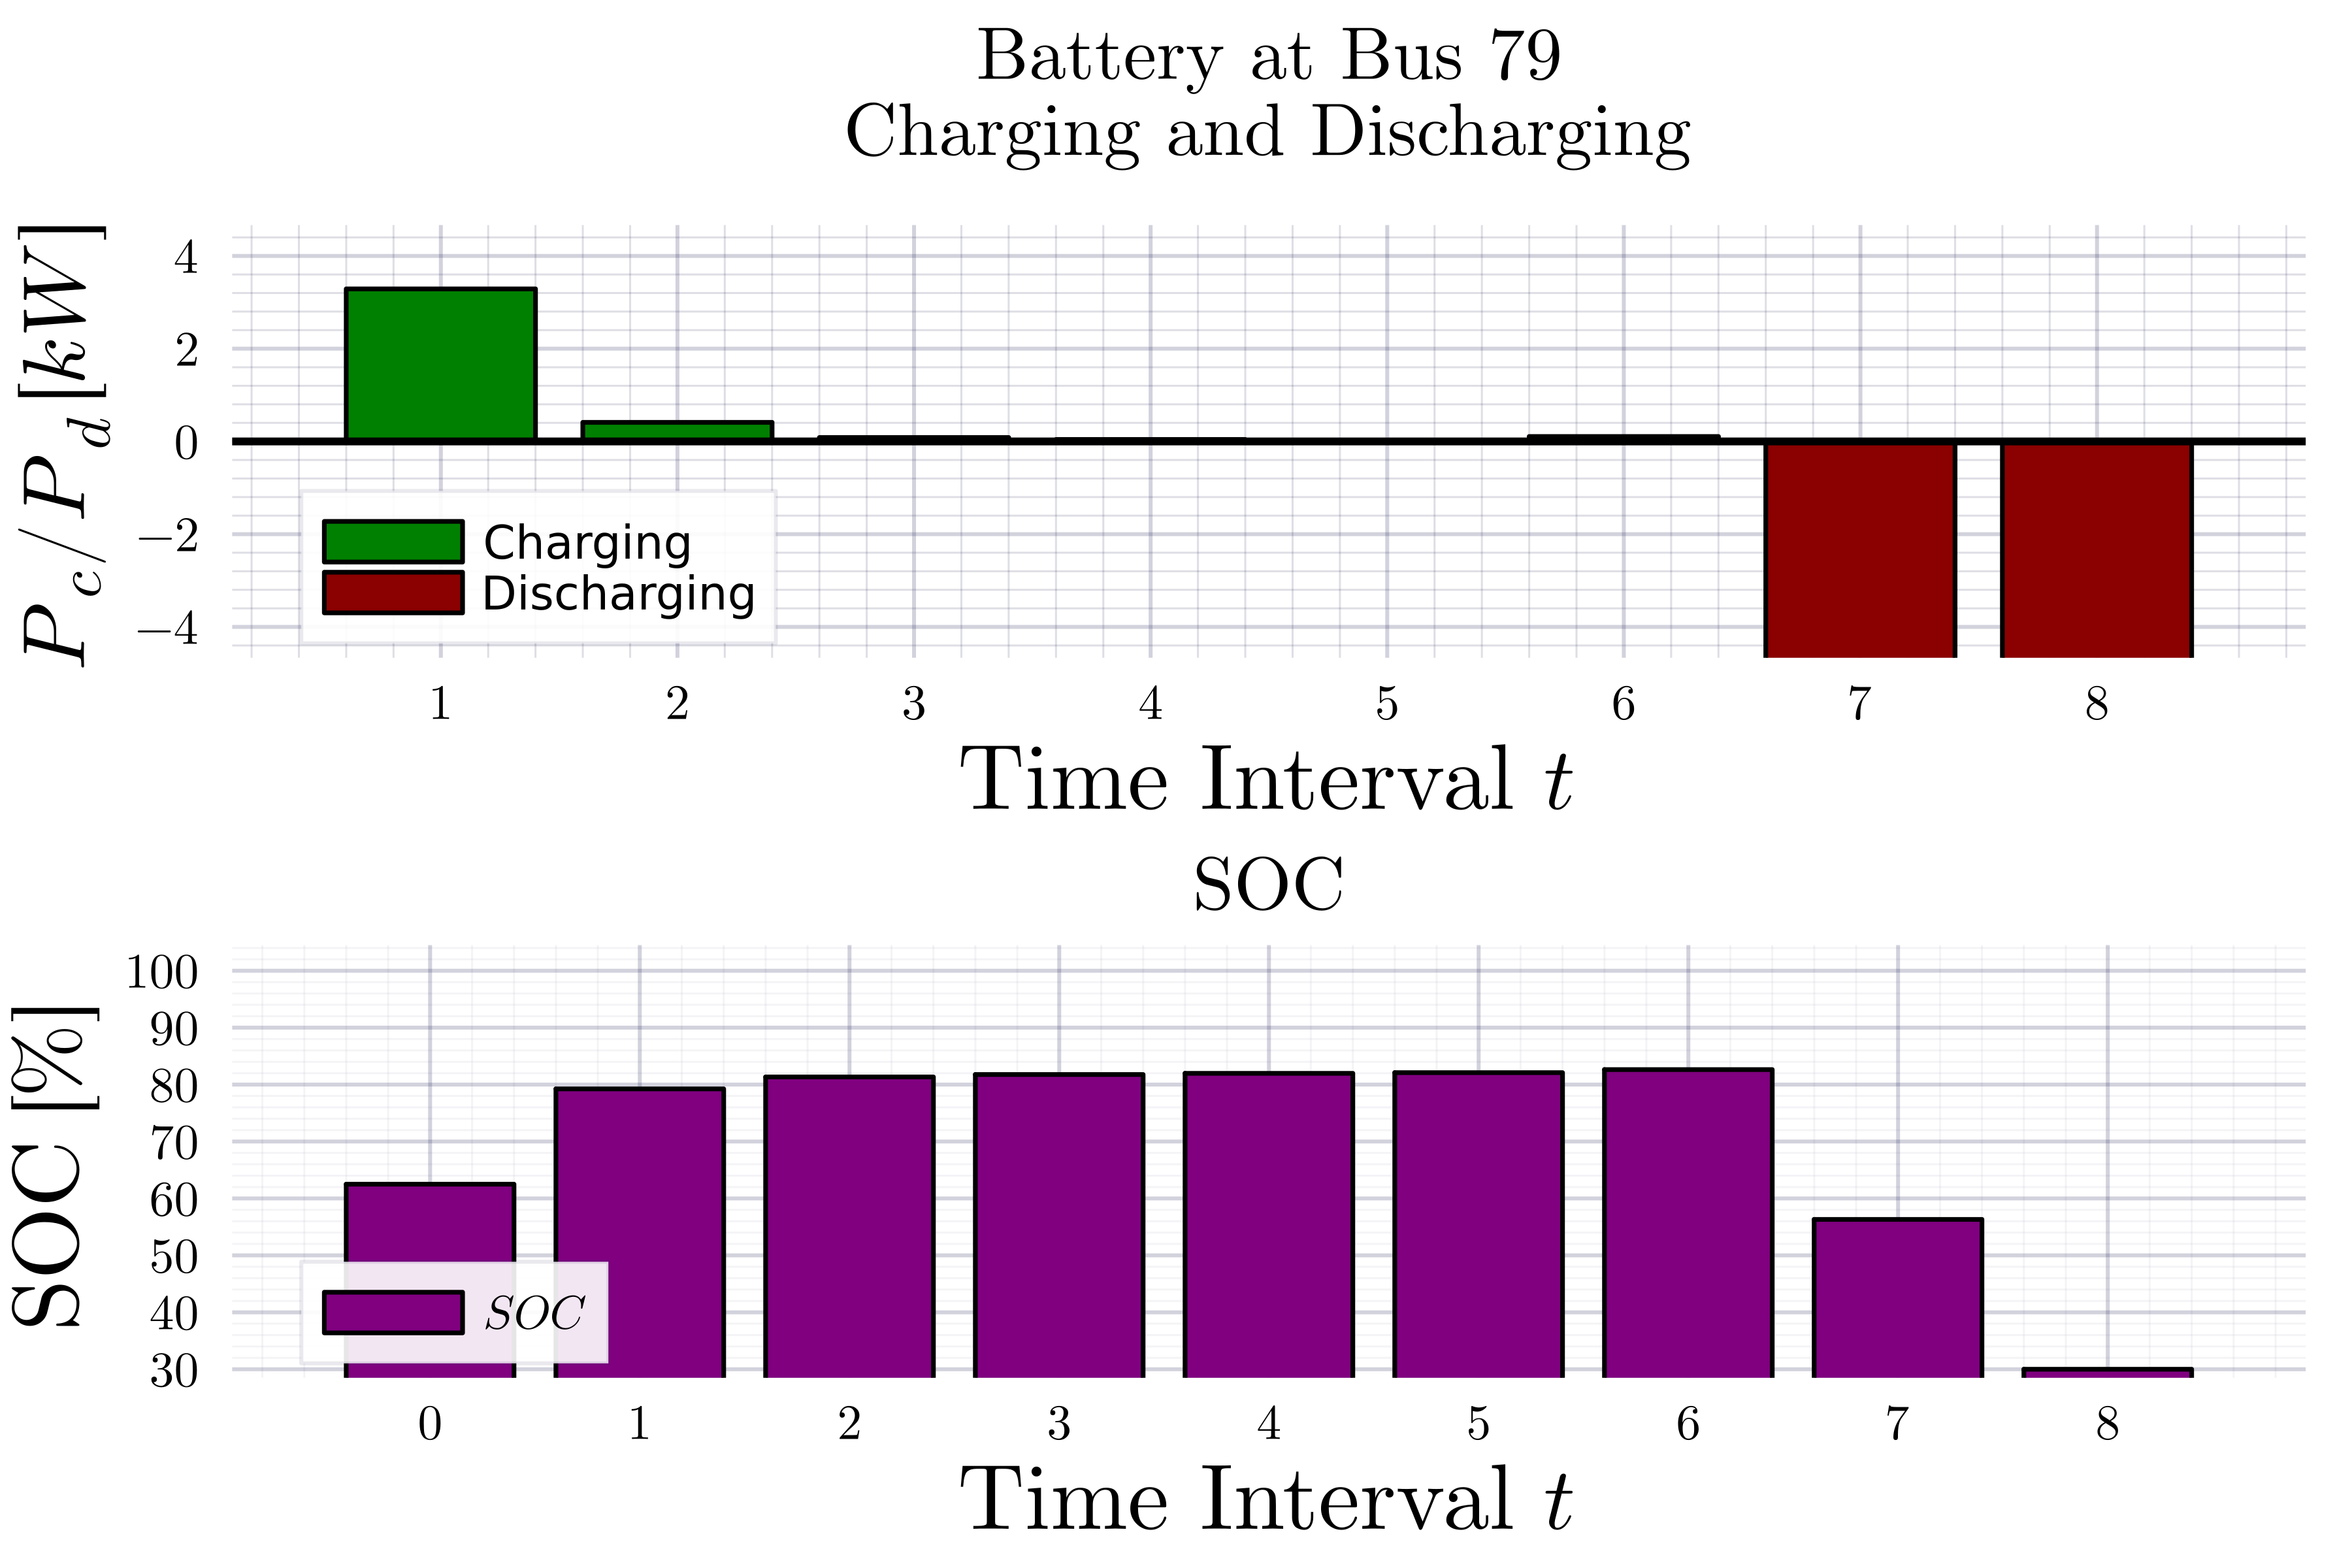 Battery at Bus 79
Charging and Discharging
P_c/P_d [kW]
4
2
0
−2
−4
Charging
Discharging
1 2 3 4 5 6 7 8
Time Interval t
SOC
SOC [%]
100
90
80
70
60
50
40
30
SOC
0 1 2 3 4 5 6 7 8
Time Interval t